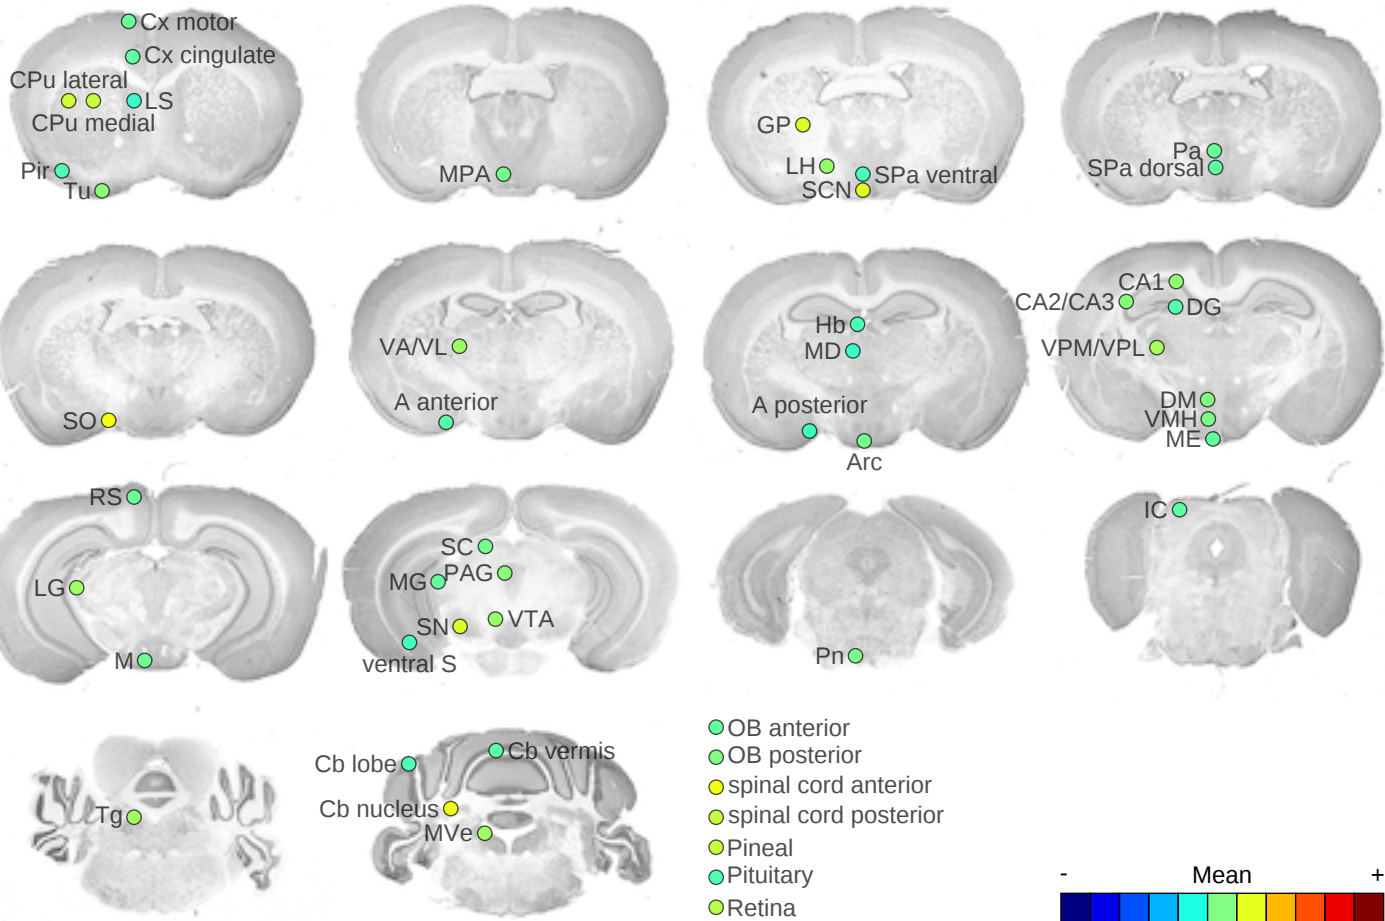 Cx motor
Cx cingulate
CPu lateral
LS
CPu medial
Pir
Tu
MPA
GP
LH
SPa ventral
SCN
Pa
SPa dorsal
SO
VA/VL
A anterior
Hb
MD
A posterior
Arc
CA1
CA2/CA3
DG
VPM/VPL
DM
VMH
ME
RS
LG
M
SC
MG
PAG
SN
VTA
ventral S
Pn
IC
Tg
Cb lobe
Cb vermis
Cb nucleus
MVe
OB anterior
OB posterior
spinal cord anterior
spinal cord posterior
Pineal
Pituitary
Retina
- Mean +